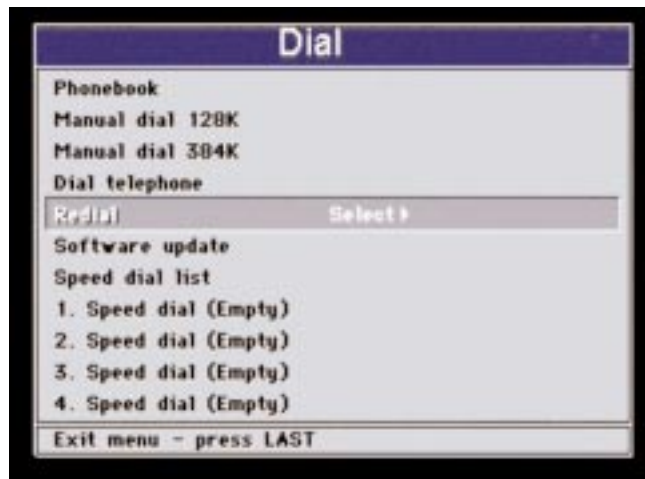 Dial
Phonebook
Manual dial 128K
Manual dial 384K
Dial telephone
Redial Select
Software update
Speed dial list
1. Speed dial (Empty)
2. Speed dial (Empty)
3. Speed dial (Empty)
4. Speed dial (Empty)
Exit menu - press LAST